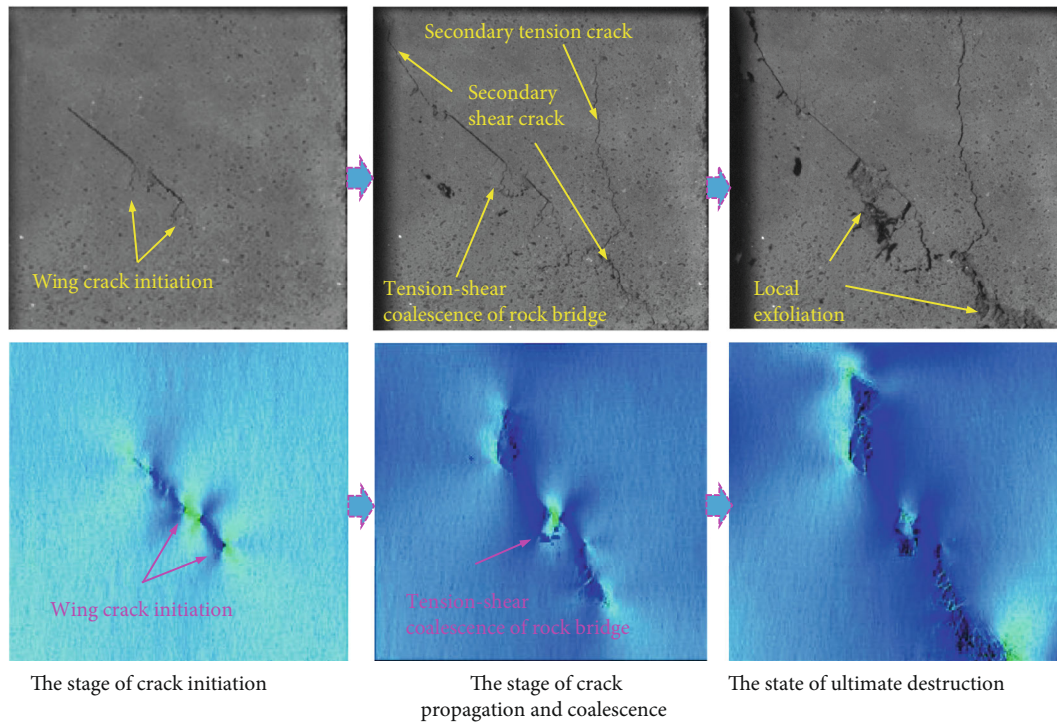 Wing crack initiation
Secondary tension crack
Secondary
shear crack
Tension-shear
coalescence of rock bridge
Local
exfoliation
Wing crack initiation
Tension-shear
coalescence of rock bridge
The stage of crack initiation
The stage of crack
propagation and coalescence
The state of ultimate destruction